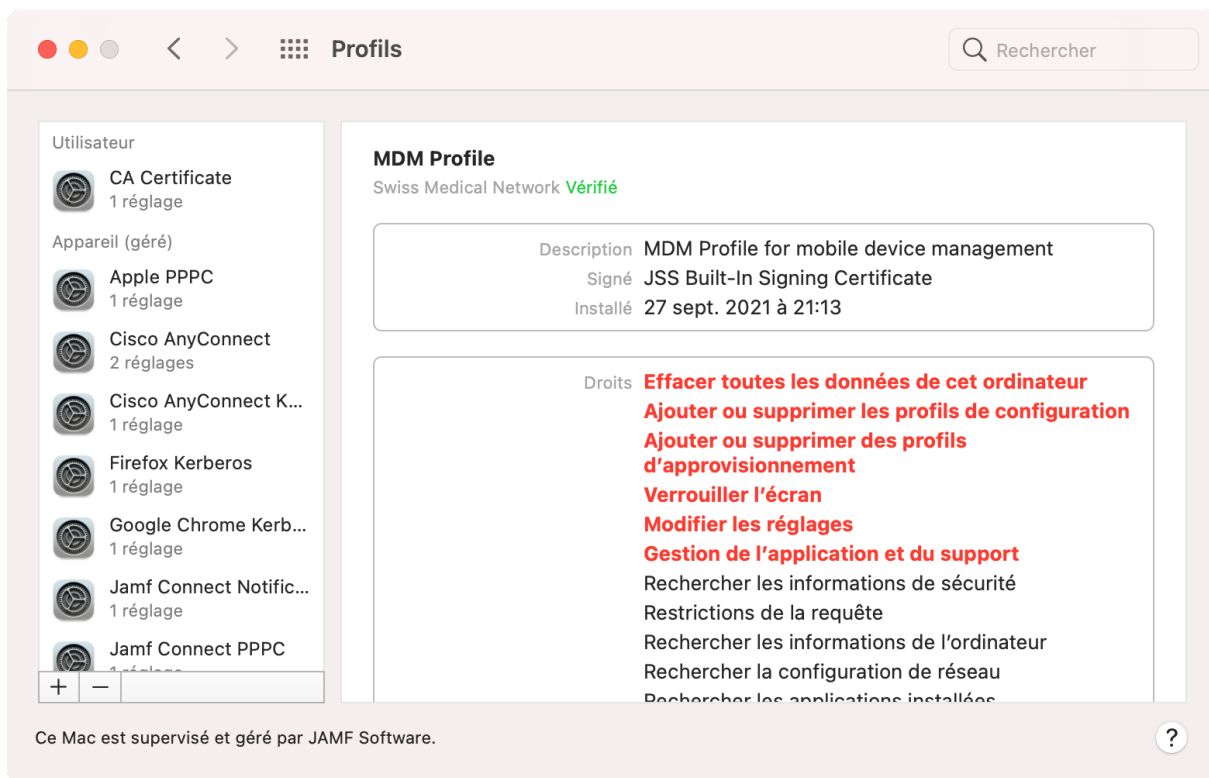 Profils
Rechercher
Utilisateur
CA Certificate
1 réglage
Appareil (géré)
Apple PPPC
1 réglage
Cisco AnyConnect
2 réglages
Cisco AnyConnect K...
1 réglage
Firefox Kerberos
1 réglage
Google Chrome Kerb...
1 réglage
Jamf Connect Notific...
1 réglage
Jamf Connect PPPC
1 réglage
MDM Profile
Swiss Medical Network Vérifié
Description MDM Profile for mobile device management
Signé JSS Built-In Signing Certificate
Installé 27 sept. 2021 à 21:13
Droits Effacer toutes les données de cet ordinateur
Ajouter ou supprimer les profils de configuration
Ajouter ou supprimer des profils
d’approvisionnement
Verrouiller l’écran
Modifier les réglages
Gestion de l’application et du support
Rechercher les informations de sécurité
Restrictions de la requête
Rechercher les informations de l’ordinateur
Rechercher la configuration de réseau
Rechercher les applications installées
Ce Mac est supervisé et géré par JAMF Software.
?